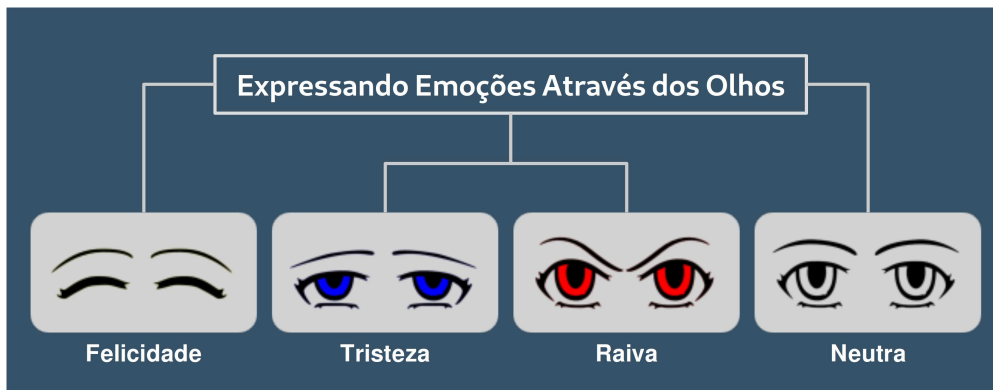 Expressando Emoções Através dos Olhos
Felicidade
Tristeza
Raiva
Neutra